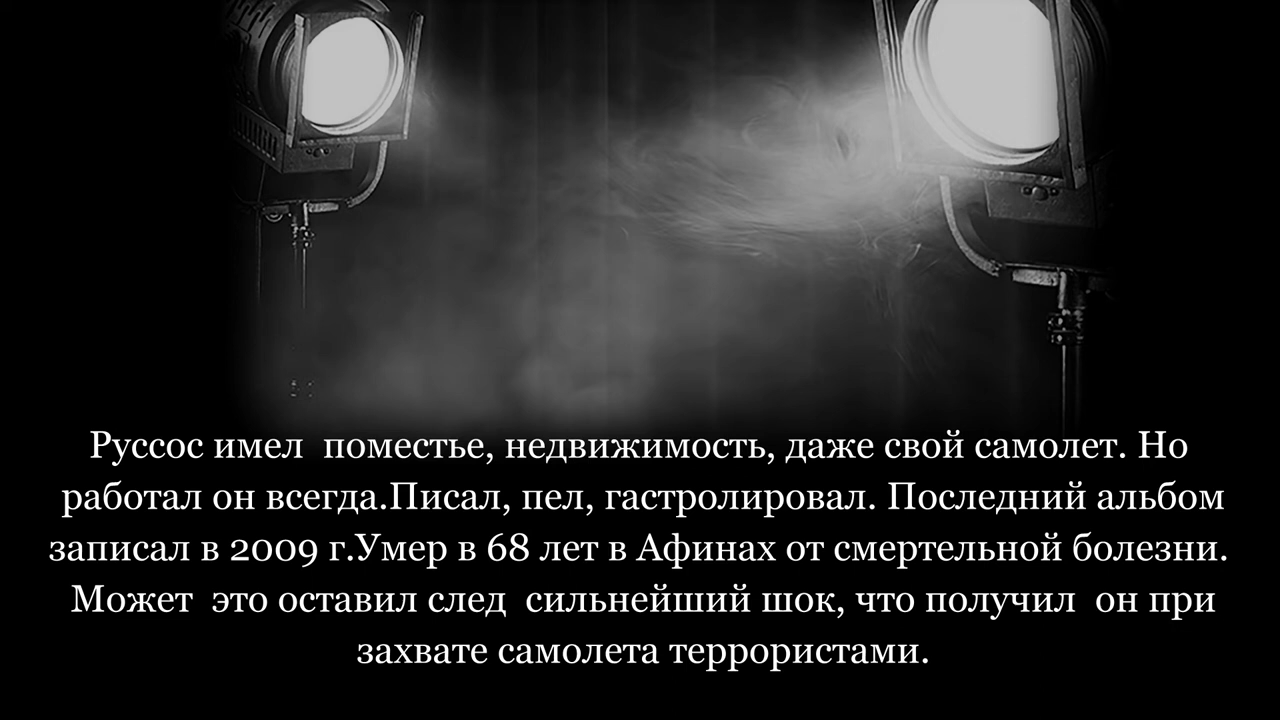 Руссос имел  поместье, недвижимость, даже свой самолет. Но
работал он всегда.Писал, пел, гастролировал. Последний альбом
записал в 2009 г.Умер в 68 лет в Афинах от смертельной болезни.
Может  это оставил след  сильнейший шок, что получил  он при
захвате самолета террористами.